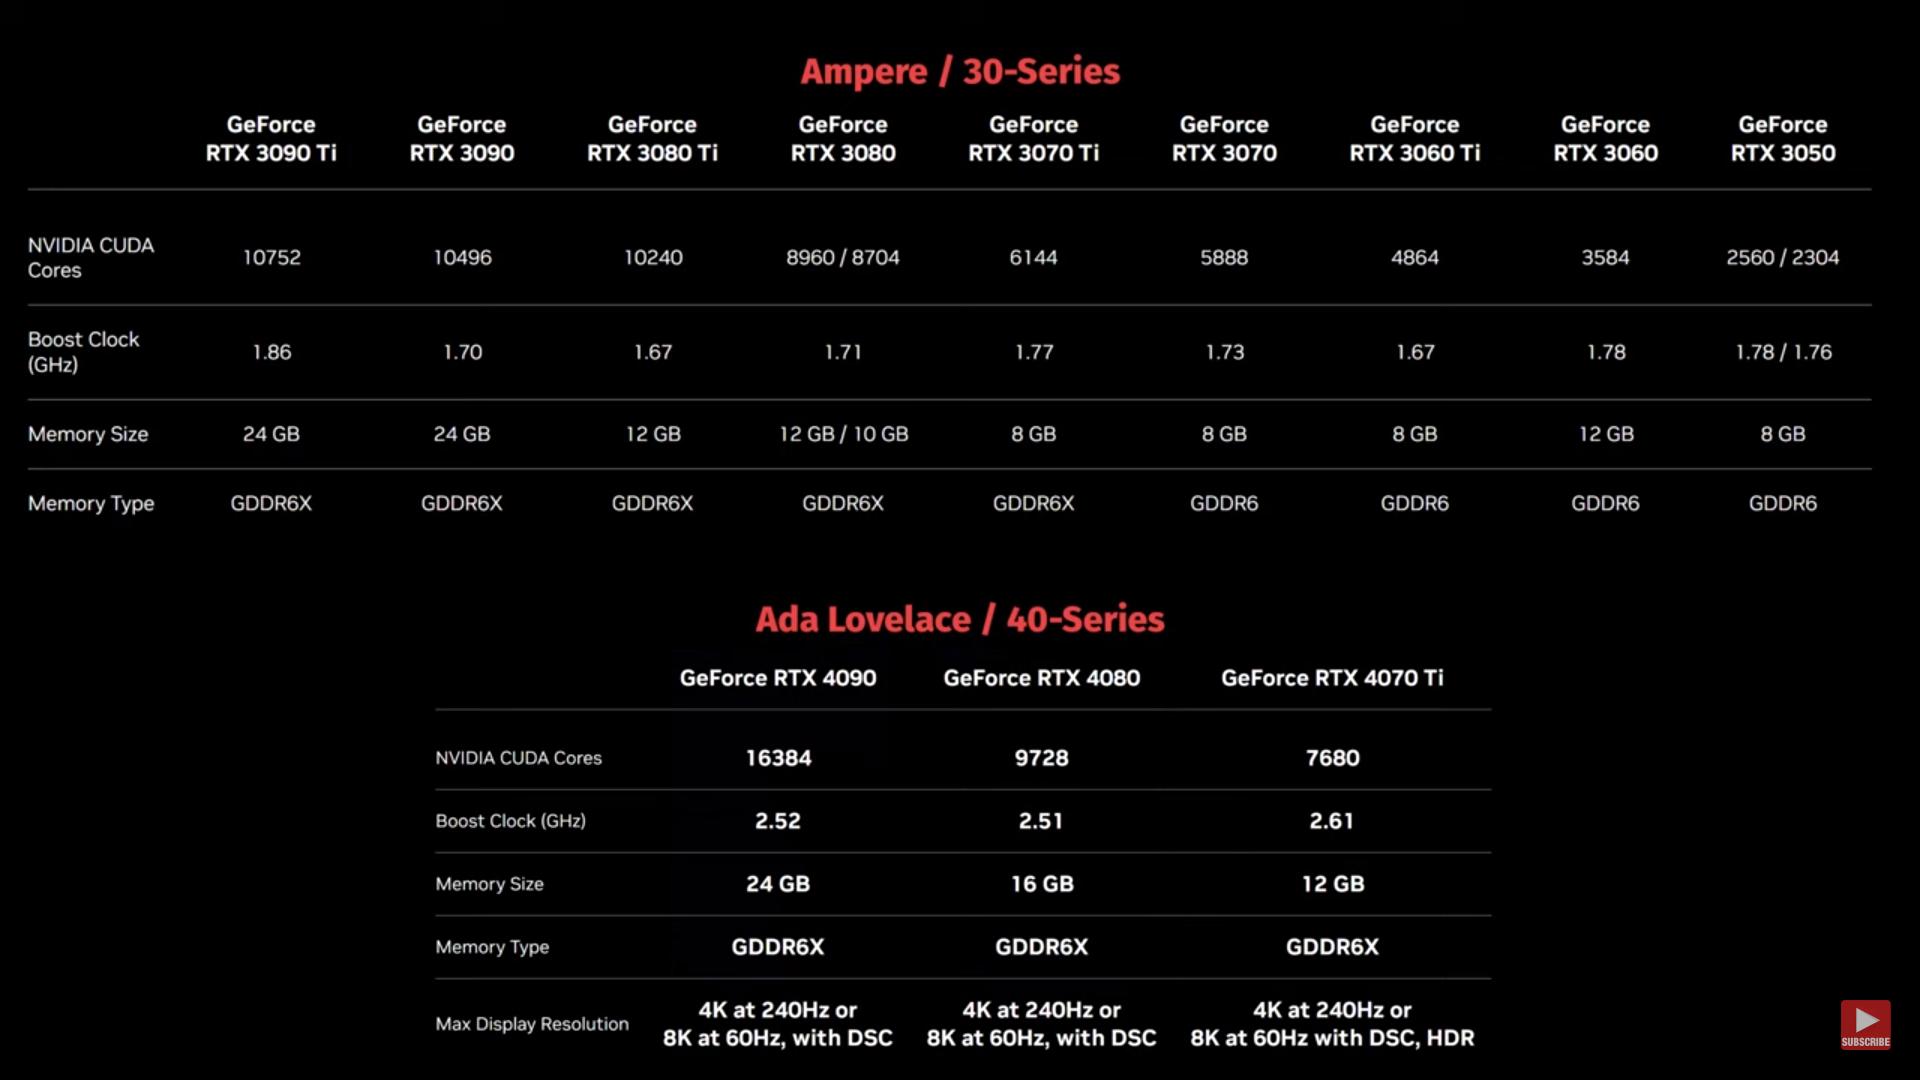 Ampere / 30-Series
GeForce RTX 3090 Ti GeForce RTX 3090 GeForce RTX 3080 Ti GeForce RTX 3080 GeForce RTX 3070 Ti GeForce RTX 3070 GeForce RTX 3060 Ti GeForce RTX 3060 GeForce RTX 3050
NVIDIA CUDA Cores 10752 10496 10240 8960 / 8704 6144 5888 4864 3584 2560 / 2304
Boost Clock (GHz) 1.86 1.70 1.67 1.71 1.77 1.73 1.67 1.78 1.78 / 1.76
Memory Size 24 GB 24 GB 12 GB 12 GB / 10 GB 8 GB 8 GB 8 GB 12 GB 8 GB
Memory Type GDDR6X GDDR6X GDDR6X GDDR6X GDDR6X GDDR6 GDDR6 GDDR6 GDDR6
Ada Lovelace / 40-Series
GeForce RTX 4090 GeForce RTX 4080 GeForce RTX 4070 Ti
NVIDIA CUDA Cores 16384 9728 7680
Boost Clock (GHz) 2.52 2.51 2.61
Memory Size 24 GB 16 GB 12 GB
Memory Type GDDR6X GDDR6X GDDR6X
Max Display Resolution 4K at 240Hz or 8K at 60Hz, with DSC 4K at 240Hz or 8K at 60Hz, with DSC 4K at 240Hz or 8K at 60Hz with DSC, HDR
SUBSCRIBE